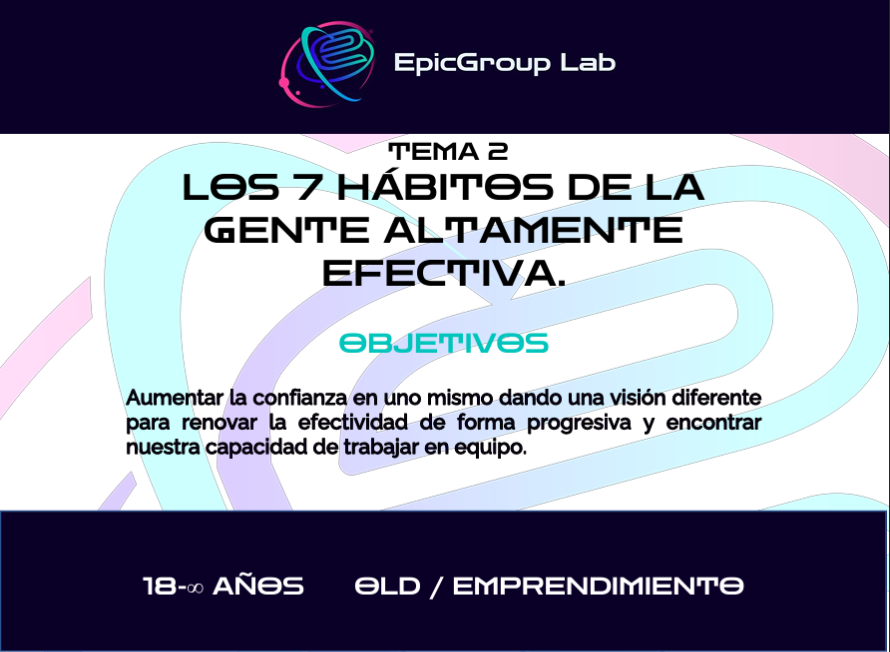 EpicGroup Lab
TEMA 2
LOS 7 HÁBITOS DE LA
GENTE ALTAMENTE
EFECTIVA.
OBJETIVOS
Aumentar la confianza en uno mismo dando una visión diferente
para renovar la efectividad de forma progresiva y encontrar
nuestra capacidad de trabajar en equipo.
18-∞ AÑOS OLD / EMPRENDIMIENTO